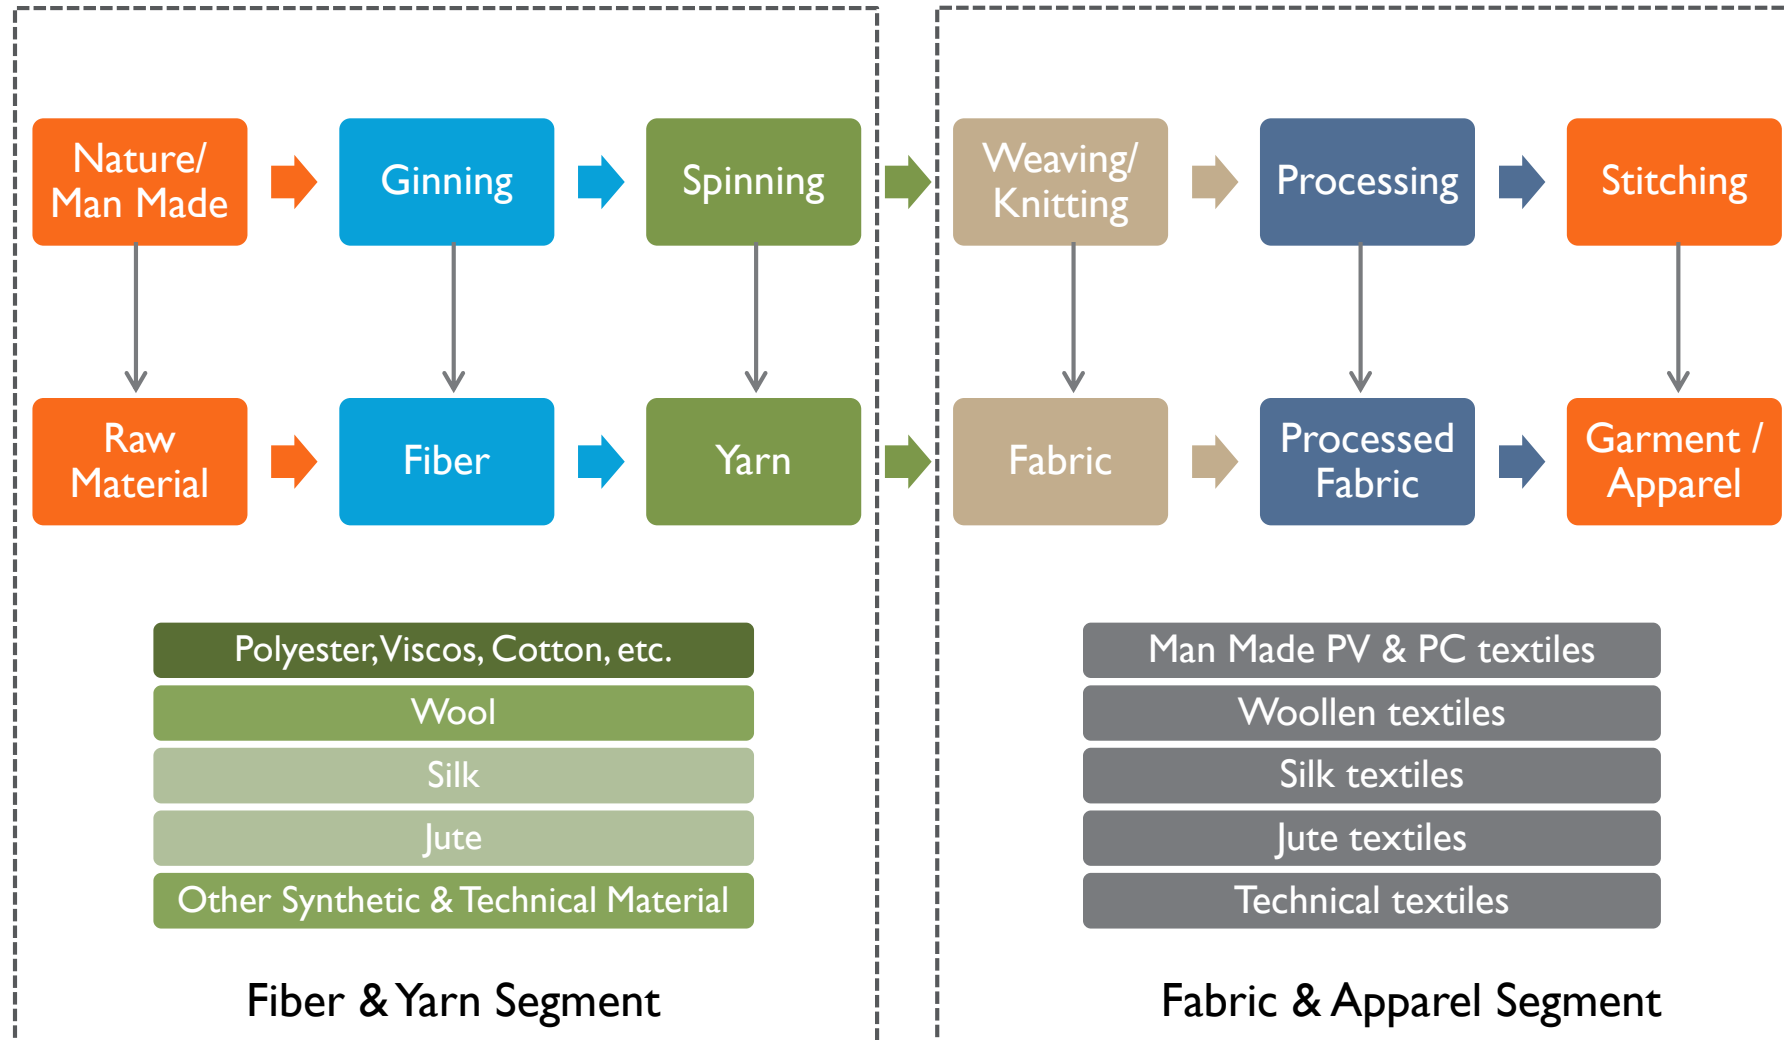 Nature/
Man Made
Ginning
Spinning
Weaving/
Knitting
Processing
Stitching
Raw
Material
Fiber
Yarn
Fabric
Processed
Fabric
Garment /
Apparel
Polyester, Viscos, Cotton, etc.
Wool
Silk
Jute
Other Synthetic & Technical Material
Fiber & Yarn Segment
Man Made PV & PC textiles
Woollen textiles
Silk textiles
Jute textiles
Technical textiles
Fabric & Apparel Segment